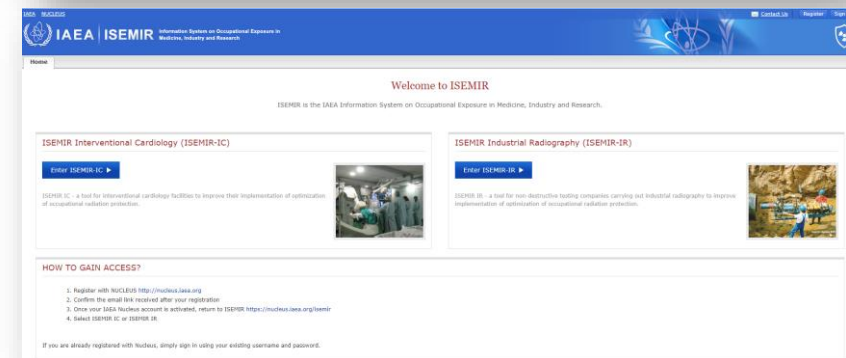 IAEA NUCLEUS
Contact Us Register Sign
IAEA ISEMIR Information System on Occupational Exposure in
Medicine, Industry and Research
Home
Welcome to ISEMIR
ISEMIR is the IAEA Information System on Occupational Exposure in Medicine, Industry and Research.
ISEMIR Interventional Cardiology (ISEMIR-IC)
Enter ISEMIR-IC
ISEMIR IC - a tool for interventional cardiology facilities to improve their implementation of optimization
of occupational radiation protection.
ISEMIR Industrial Radiography (ISEMIR-IR)
Enter ISEMIR-IR
ISEMIR IR - a tool for non-destructive testing companies carrying out industrial radiography to improve
implementation of optimization of occupational radiation protection.
HOW TO GAIN ACCESS?
1. Register with NUCLEUS http://nucleus.iaea.org
2. Confirm the email link received after your registration
3. Once your IAEA Nucleus account is activated, return to ISEMIR https://nucleus.iaea.org/isemir
4. Select ISEMIR IC or ISEMIR IR
If you are already registered with Nucleus, simply sign in using your existing username and password.